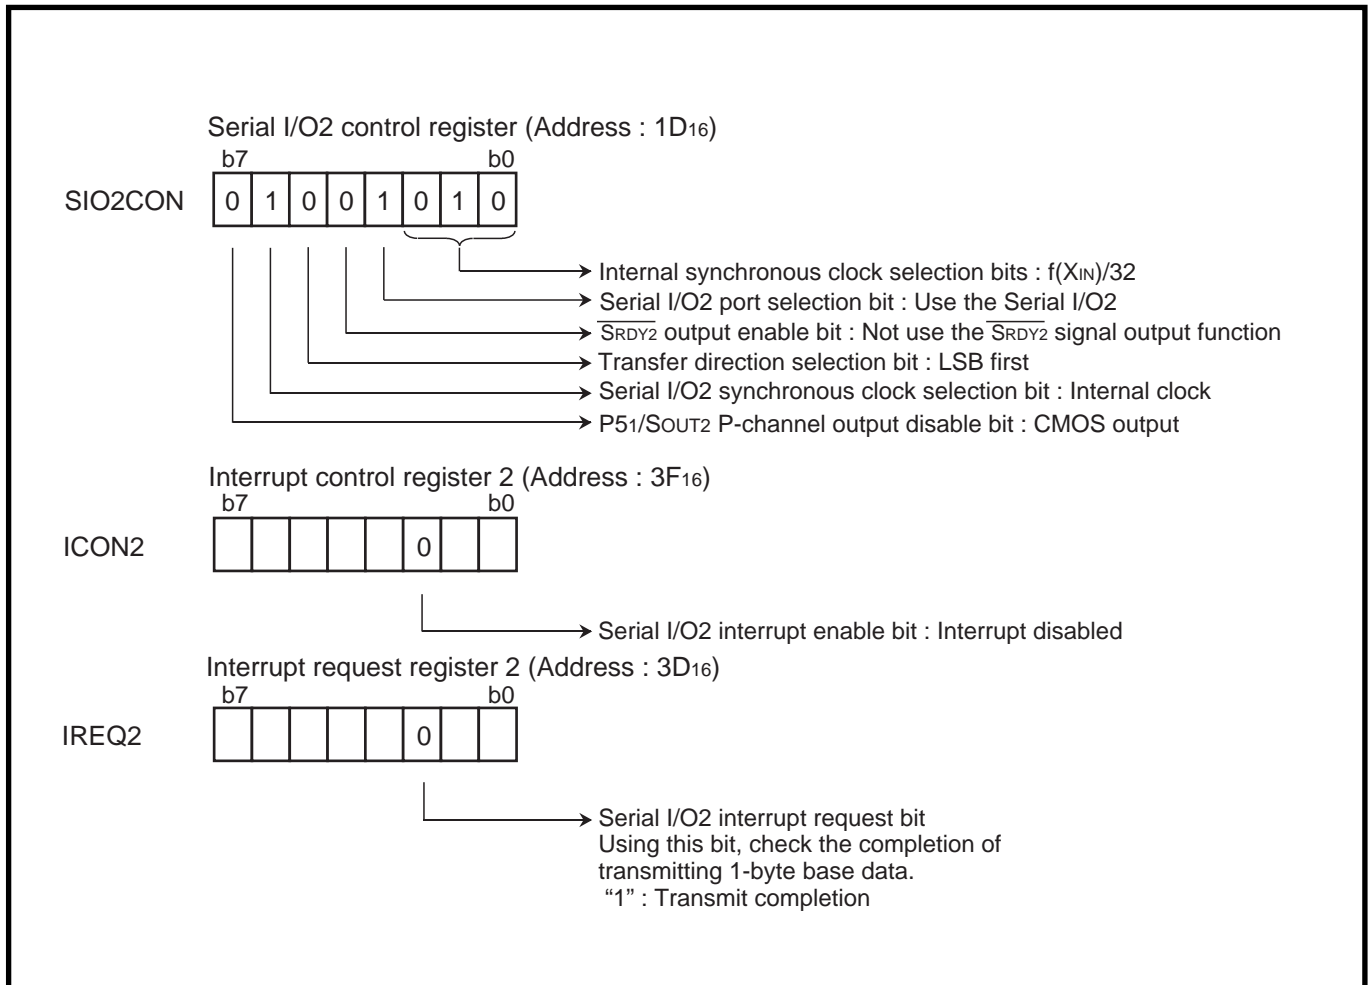 Serial I/O2 control register (Address : 1D16)
b7 b0
SIO2CON 0 1 0 0 1 0 1 0
Internal synchronous clock selection bits : f(XIN)/32
Serial I/O2 port selection bit : Use the Serial I/O2
SRDY2 output enable bit : Not use the SRDY2 signal output function
Transfer direction selection bit : LSB first
Serial I/O2 synchronous clock selection bit : Internal clock
P51/SOUT2 P-channel output disable bit : CMOS output
Interrupt control register 2 (Address : 3F16)
b7 b0
ICON2 0
Serial I/O2 interrupt enable bit : Interrupt disabled
Interrupt request register 2 (Address : 3D16)
b7 b0
IREQ2 0
Serial I/O2 interrupt request bit
Using this bit, check the completion of
transmitting 1-byte base data.
“1” : Transmit completion